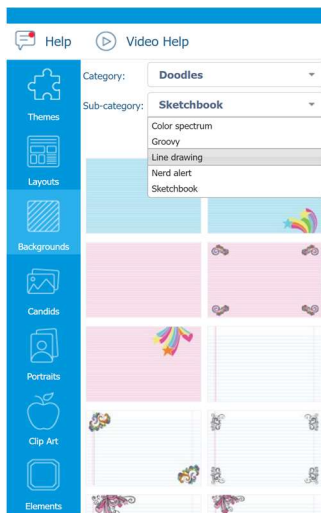 Help
Video Help
Themes
Layouts
Backgrounds
Candids
Portraits
Clip Art
Elements
Category:
Doodles
Sub-category:
Sketchbook
Color spectrum
Groovy
Line drawing
Nerd alert
Sketchbook